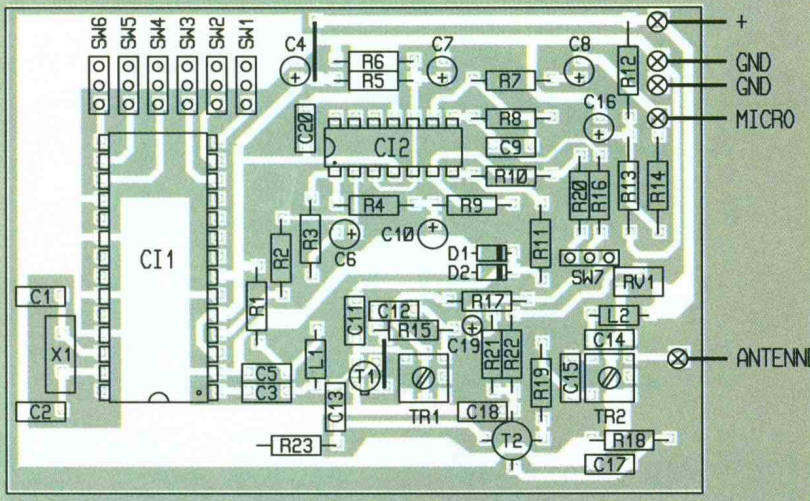 SW6 SW5 SW4 SW3 SW2 SW1
C4
R6
R5
C7
C8
R7
R12
+
GND
GND
MICRO
C20
CI2
R8
C9
R10
C16
R20
R16
R13
R14
CI1
R4
R9
C6
C10
R3
R2
R1
D1
D2
R11
SW7
RV1
C1
X1
C2
C11
C12
R15
R17
C19
R21
R22
L2
C14
L1
T1
C5
C3
C13
TR1
C18
R19
C15
TR2
ANTENNE
R23
T2
R18
C17